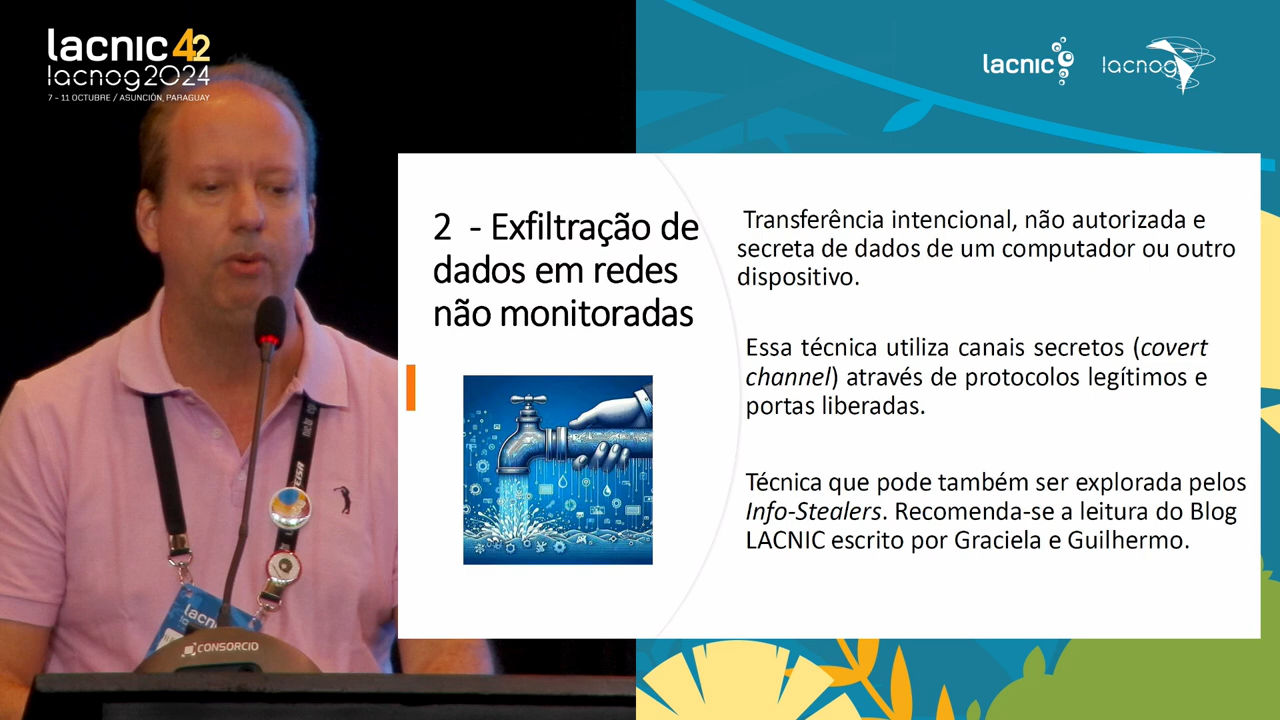 lacnic 42
lacnog2024
7 - 11 OCTUBRE / ASUNCIÓN, PARAGUAY
lacnic
lacnog
2 - Exfiltração de
dados em redes
não monitoradas
Transferência intencional, não autorizada e
secreta de dados de um computador ou outro
dispositivo.
Essa técnica utiliza canais secretos (covert
channel) através de protocolos legítimos e
portas liberadas.
Técnica que pode também ser explorada pelos
Info-Stealers. Recomenda-se a leitura do Blog
LACNIC escrito por Graciela e Guilhermo.
lacn
CONSORCIO